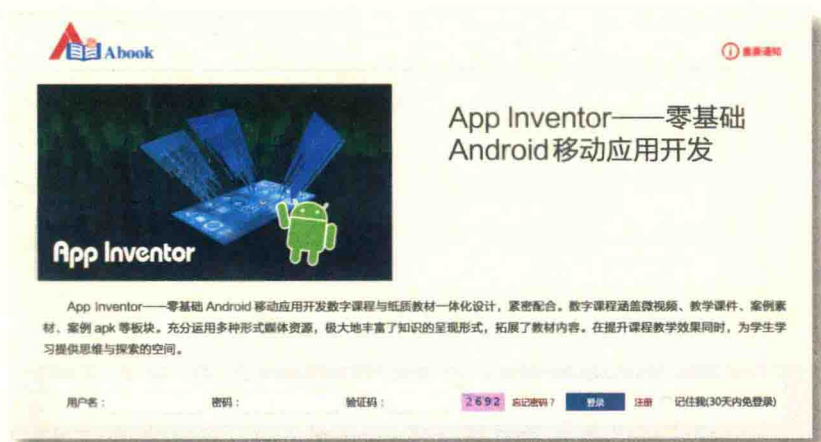 Abook
重要通知
App Inventor——零基础
Android移动应用开发
App Inventor
App Inventor——零基础 Android 移动应用开发数字课程与纸质教材一体化设计，紧密配合。数字课程涵盖微视频、教学课件、案例素
材、案例 apk 等板块。充分运用多种形式媒体资源，极大地丰富了知识的呈现形式，拓展了教材内容。在提升课程教学效果同时，为学生学
习提供思维与探索的空间。
用户名： 密码： 验证码： 2692 忘记密码？ 登录 注册 记住我(30天内免登录)